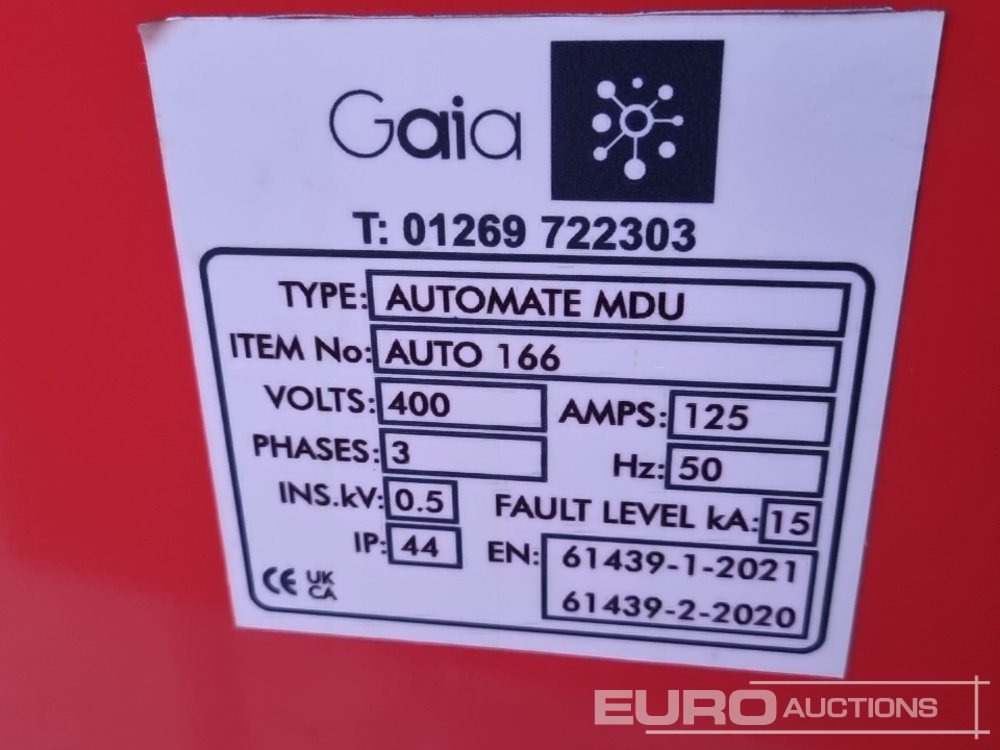 Gaia
T: 01269 722303
TYPE: AUTOMATE MDU
ITEM No: AUTO 166
VOLTS: 400 AMPS: 125
PHASES: 3 Hz: 50
INS.kV: 0.5 FAULT LEVEL kA: 15
IP: 44 EN: 61439-1-2021
61439-2-2020
CE UK
CA
EURO AUCTIONS